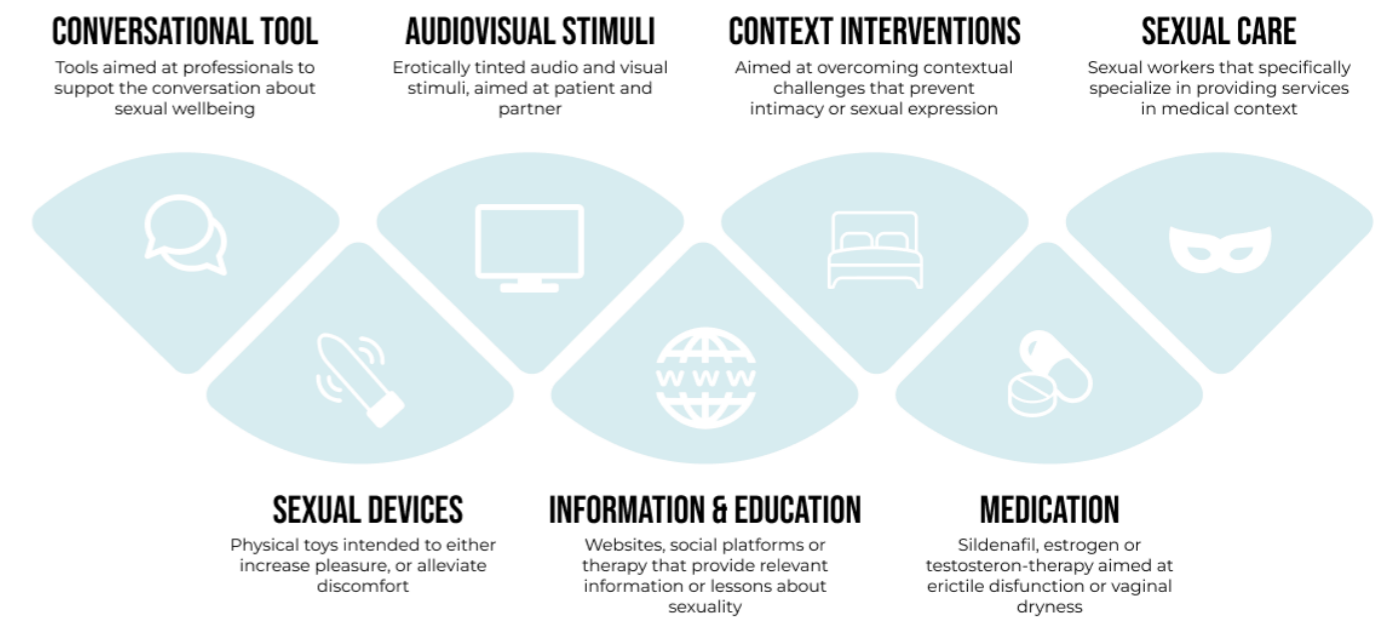 CONVERSATIONAL TOOL
Tools aimed at professionals to
suppot the conversation about
sexual wellbeing
AUDIOVISUAL STIMULI
Erotically tinted audio and visual
stimuli, aimed at patient and
partner
CONTEXT INTERVENTIONS
Aimed at overcoming contextual
challenges that prevent
intimacy or sexual expression
SEXUAL CARE
Sexual workers that specifically
specialize in providing services
in medical context
WWW
SEXUAL DEVICES
Physical toys intended to either
increase pleasure, or alleviate
discomfort
INFORMATION & EDUCATION
Websites, social platforms or
therapy that provide relevant
information or lessons about
sexuality
MEDICATION
Sildenafil, estrogen or
testosteron-therapy aimed at
erictile disfunction or vaginal
dryness